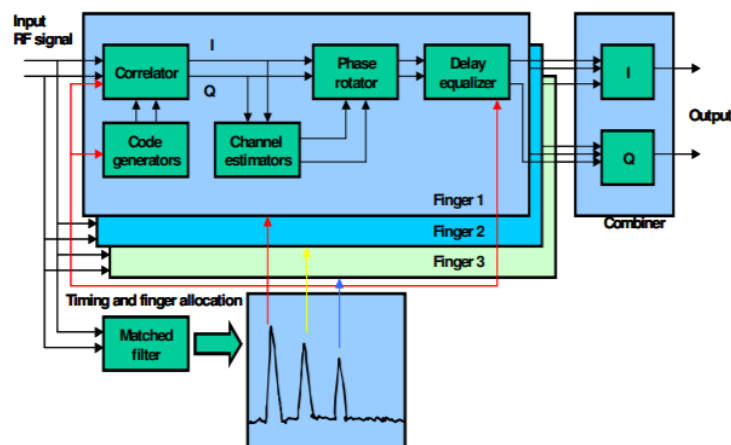 Input
RF signal
Correlator
I
Q
Phase
rotator
Delay
equalizer
I
Code
generators
Channel
estimators
Q
Output
Finger 1
Finger 2
Combiner
Finger 3
Timing and finger allocation
Matched
filter